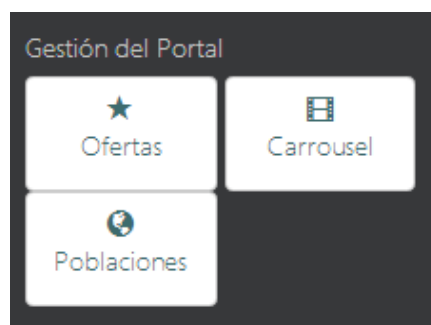 Gestión del Portal
Ofertas
Carrousel
Poblaciones